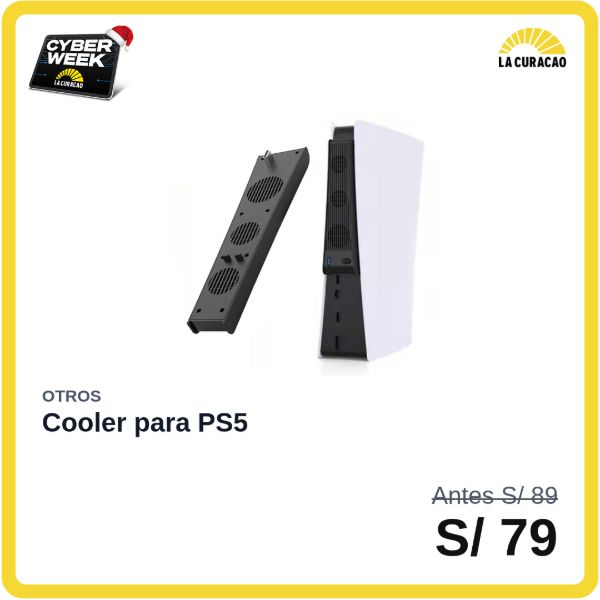 CYBER
WEEK
LA CURACAO
LA CURACAO
OTROS
Cooler para PS5
Antes S/ 89
S/ 79